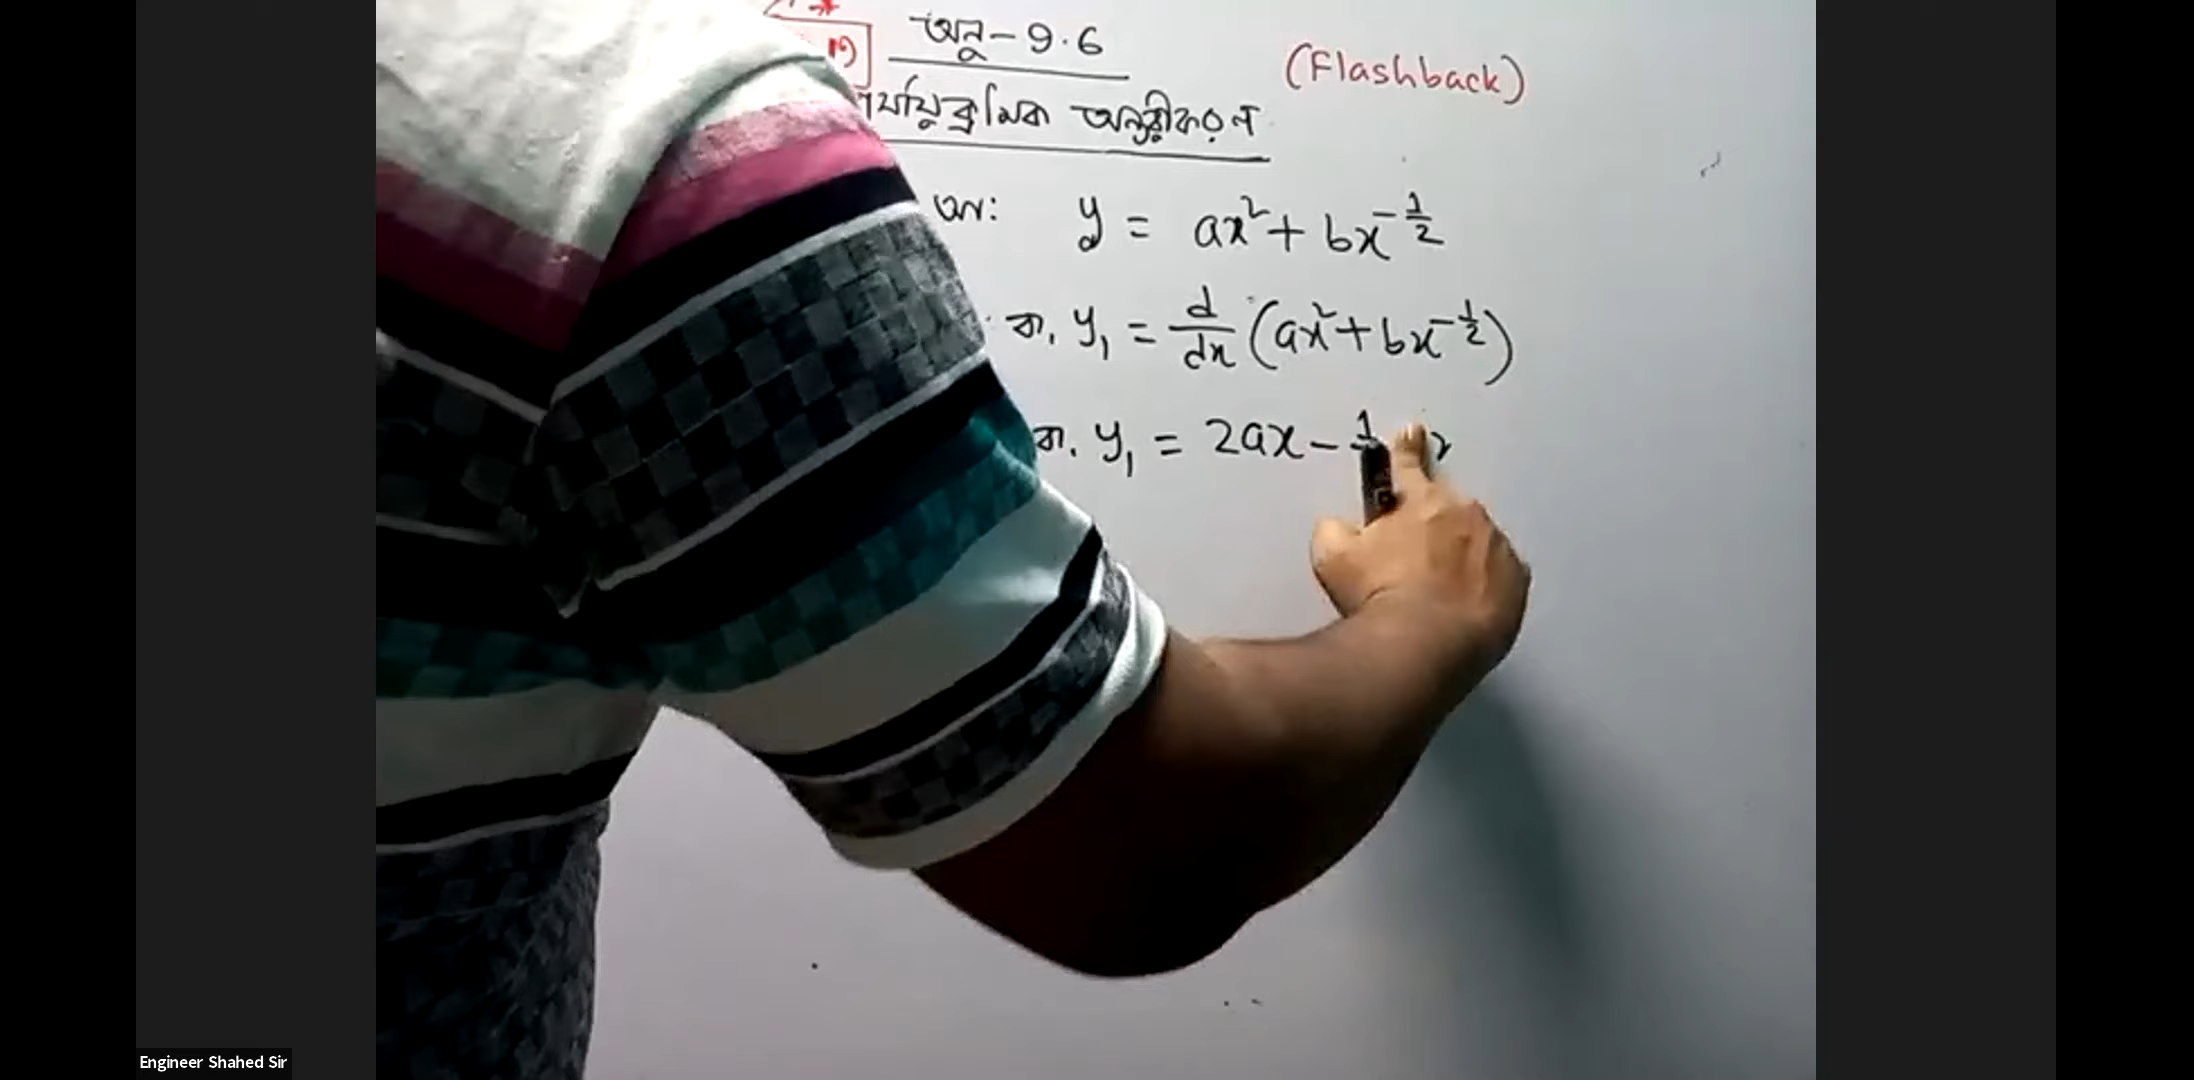 অনু - 9.6
(Flashback)
পর্যায়ক্রমিক অন্তরীকরণ
y = ax² + bx^{-1/2}
বা, y₁ = d/dx (ax² + bx^{-1/2})
বা, y₁ = 2ax - 1
Engineer Shahed Sir